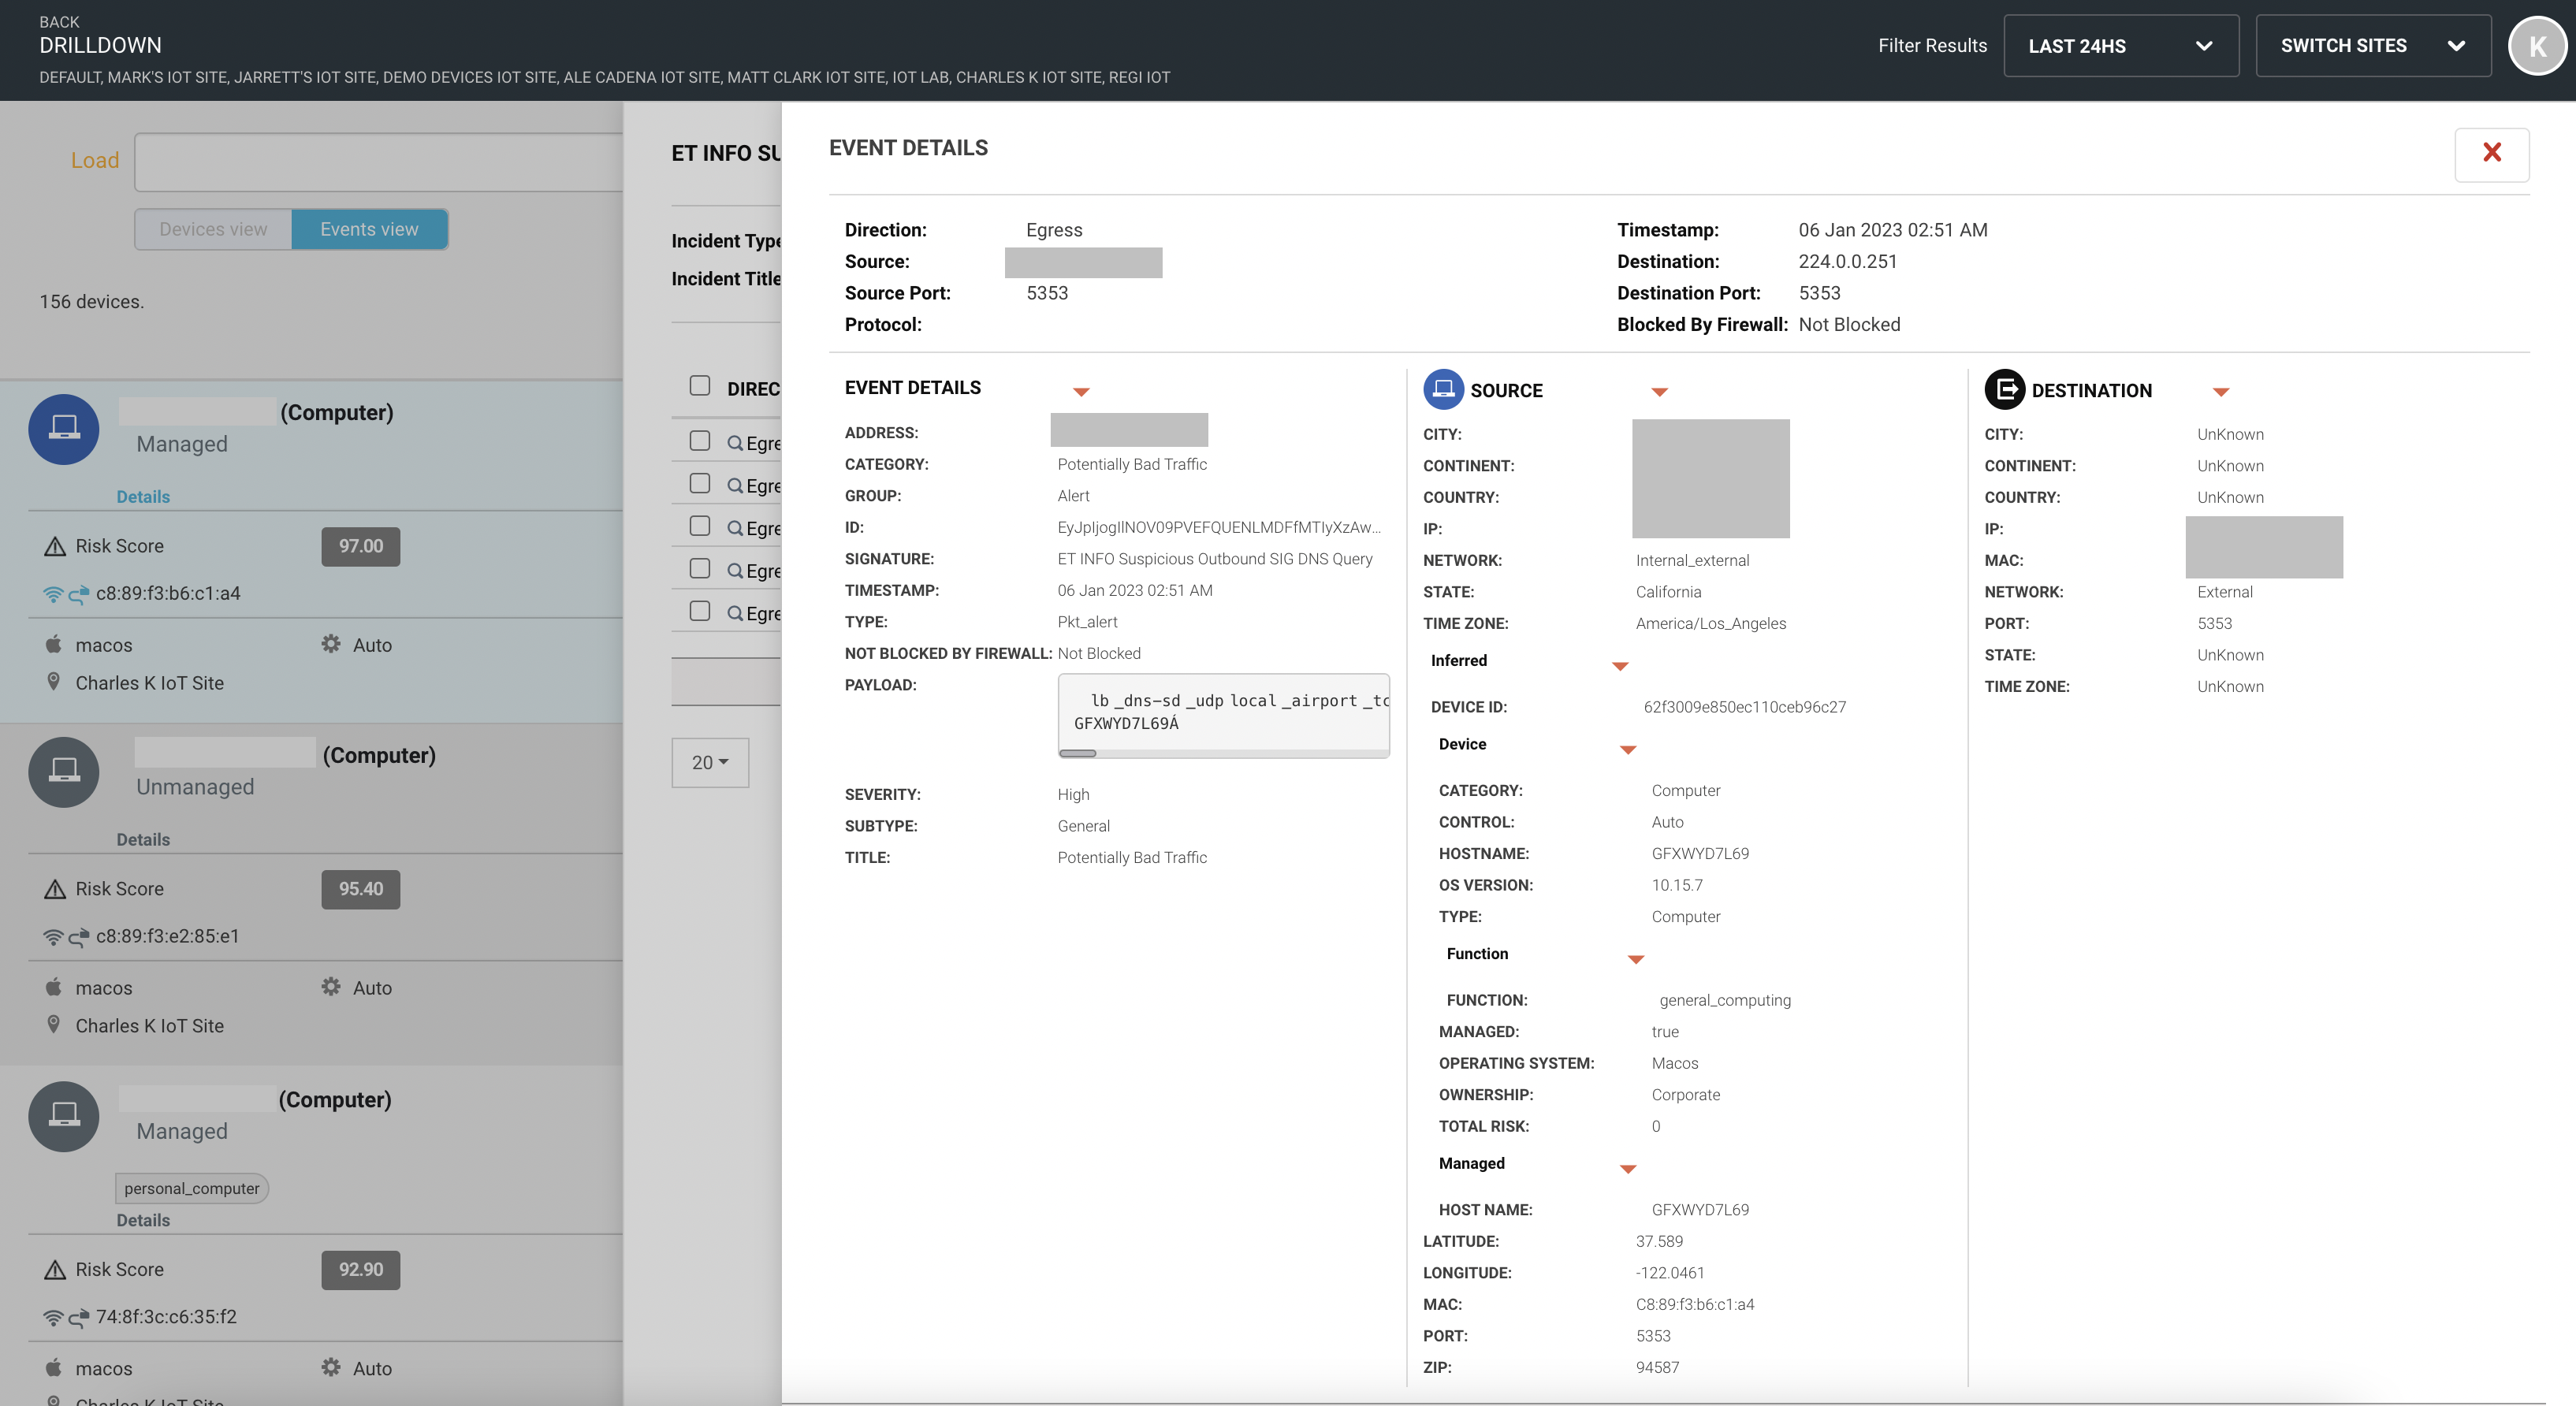 BACK
DRILLDOWN
DEFAULT, MARK'S IOT SITE, JARRETT'S IOT SITE, DEMO DEVICES IOT SITE, ALE CADENA IOT SITE, MATT CLARK IOT SITE, IOT LAB, CHARLES K IOT SITE, REGI IOT
Filter Results
LAST 24HS
SWITCH SITES
K
Load
Devices view
Events view
156 devices.
(Computer)
Managed
Details
Risk Score 97.00
c8:89:f3:b6:c1:a4
macos Auto
Charles K IoT Site
(Computer)
Unmanaged
Details
Risk Score 95.40
c8:89:f3:e2:85:e1
macos Auto
Charles K IoT Site
(Computer)
Managed
personal_computer
Details
Risk Score 92.90
74:8f:3c:c6:35:f2
macos Auto
Charles K IoT Site
ET INFO SU
Incident Type
Incident Title
DIREC
Egre
Egre
Egre
Egre
Egre
20
EVENT DETAILS
Direction: Egress
Source:
Source Port: 5353
Protocol:
Timestamp: 06 Jan 2023 02:51 AM
Destination: 224.0.0.251
Destination Port: 5353
Blocked By Firewall: Not Blocked
EVENT DETAILS
ADDRESS:
CATEGORY: Potentially Bad Traffic
GROUP: Alert
ID: 
SIGNATURE: ET INFO Suspicious Outbound SIG DNS Query
TIMESTAMP: 06 Jan 2023 02:51 AM
TYPE: Pkt_alert
NOT BLOCKED BY FIREWALL: Not Blocked
PAYLOAD: lb _dns-sd _udp local _airport _tc
GFXWYD7L69Á
SEVERITY: High
SUBTYPE: General
TITLE: Potentially Bad Traffic
SOURCE
CITY:
CONTINENT:
COUNTRY:
IP:
NETWORK: Internal_external
STATE: California
TIME ZONE: America/Los_Angeles
Inferred
DEVICE ID: 62f3009e850ec110ceb96c27
Device
CATEGORY: Computer
CONTROL: Auto
HOSTNAME: GFXWYD7L69
OS VERSION: 10.15.7
TYPE: Computer
Function
FUNCTION: general_computing
MANAGED: true
OPERATING SYSTEM: Macos
OWNERSHIP: Corporate
TOTAL RISK: 0
Managed
HOST NAME: GFXWYD7L69
LATITUDE: 37.589
LONGITUDE: -122.0461
MAC: C8:89:f3:b6:c1:a4
PORT: 5353
ZIP: 94587
DESTINATION
CITY: UnKnown
CONTINENT: UnKnown
COUNTRY: UnKnown
IP:
MAC:
NETWORK: External
PORT: 5353
STATE: UnKnown
TIME ZONE: UnKnown